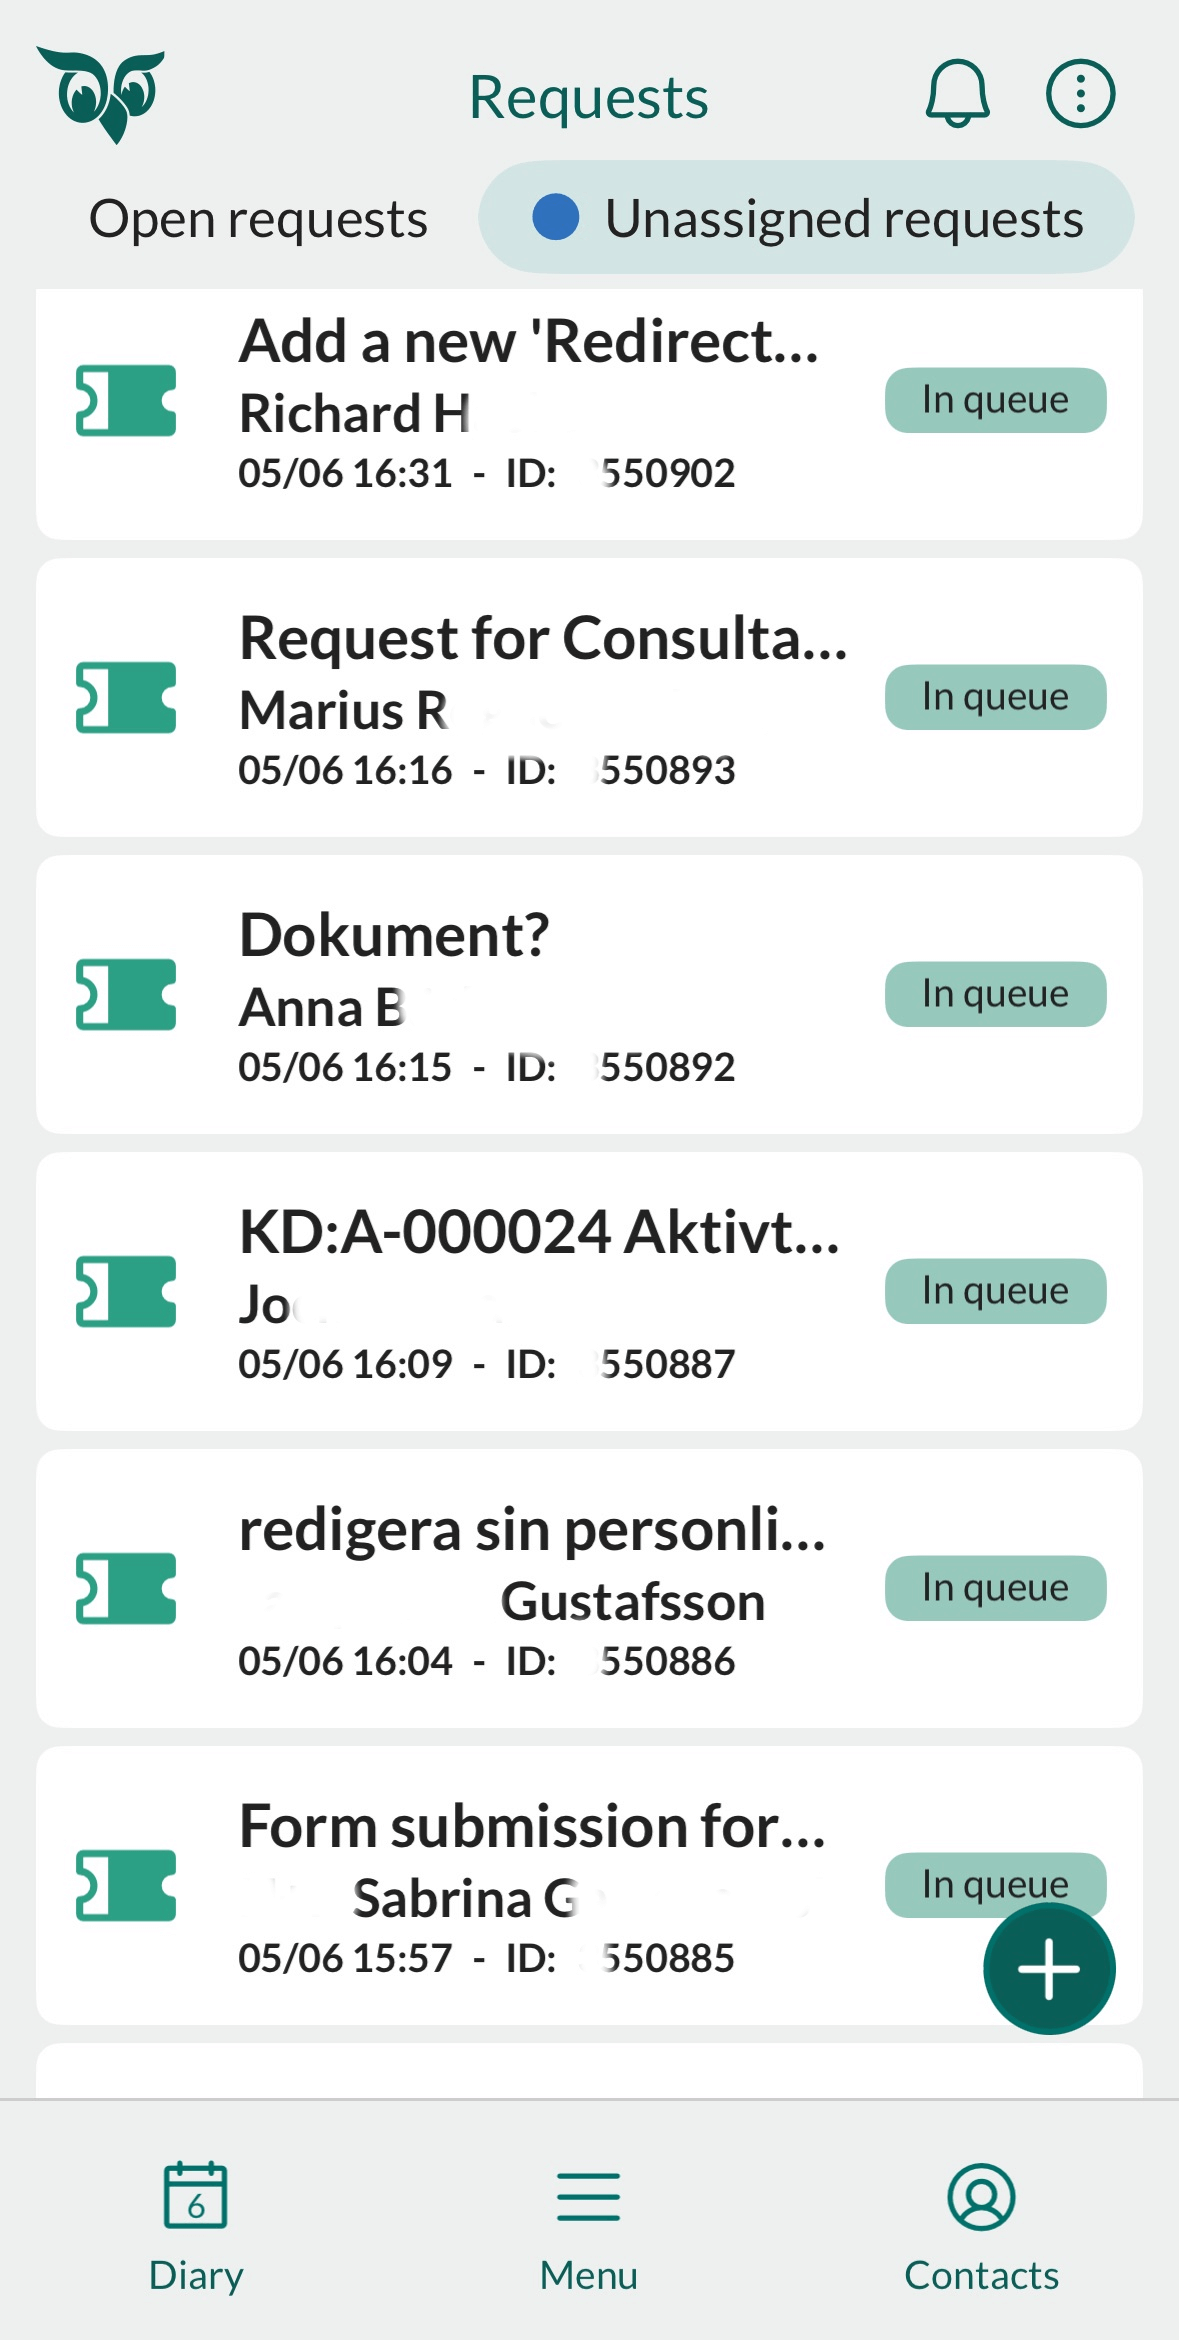 Requests
Open requests
Unassigned requests
Add a new 'Redirect...
Richard H
05/06 16:31 - ID: 550902
In queue
Request for Consulta...
Marius R
05/06 16:16 - ID: 550893
In queue
Dokument?
Anna B
05/06 16:15 - ID: 550892
In queue
KD:A-000024 Aktivt...
Jo
05/06 16:09 - ID: 550887
In queue
redigera sin personli...
Gustafsson
05/06 16:04 - ID: 550886
In queue
Form submission for...
Sabrina G
05/06 15:57 - ID: 550885
In queue
6
Diary
Menu
Contacts